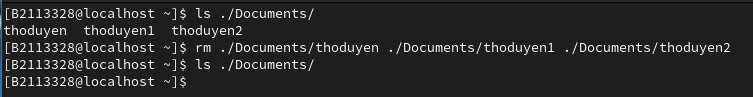 [B2113328@localhost ~]$ ls ./Documents/
thoduyen  thoduyen1  thoduyen2
[B2113328@localhost ~]$ rm ./Documents/thoduyen ./Documents/thoduyen1 ./Documents/thoduyen2
[B2113328@localhost ~]$ ls ./Documents/
[B2113328@localhost ~]$